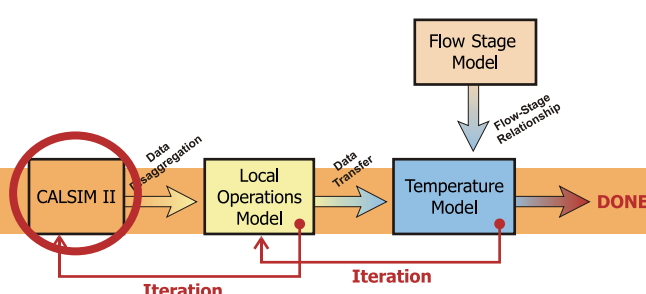 Flow Stage
Model
Flow-Stage
Relationship
Data
Disaggregation
Data
Transfer
CALSIM II
Local
Operations
Model
Temperature
Model
DONE
Iteration
Iteration